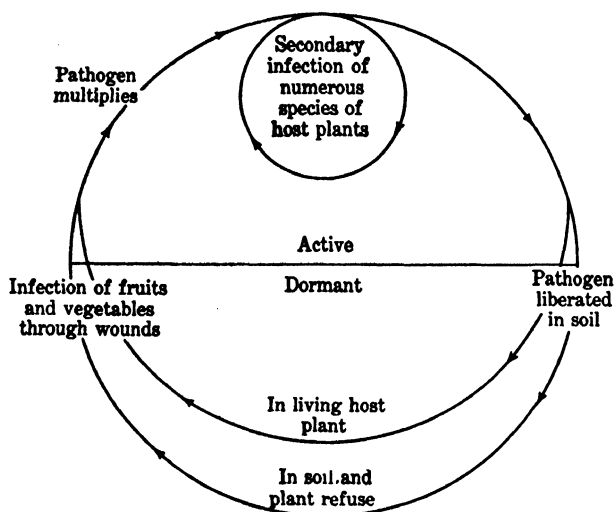 Secondary
infection of
numerous
species of
host plants
Pathogen
multiplies
Active
Dormant
Infection of fruits
and vegetables
through wounds
Pathogen
liberated
in soil
In living host
plant
In soil.and
plant refuse